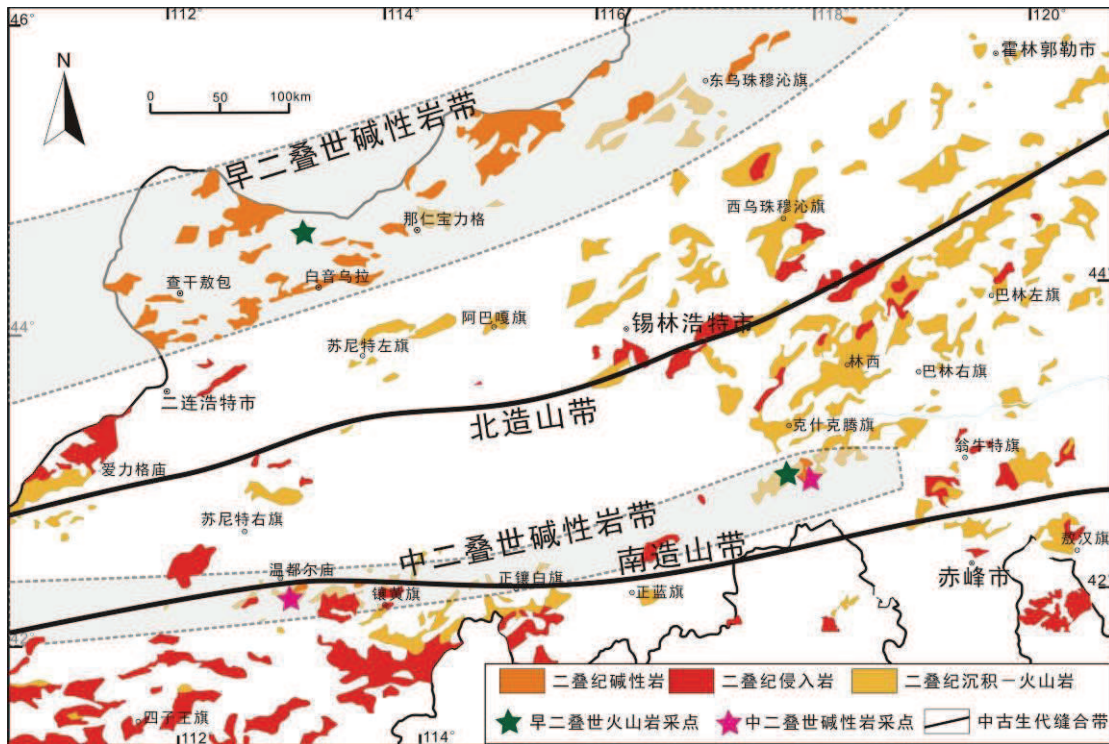 46°
112°
114°
116°
118°
120°
霍林郭勒市
东乌珠穆沁旗
N
0 50 100km
早二叠世碱性岩带
那仁宝力格
西乌珠穆沁旗
查干敖包
白音乌拉
44°
巴林左旗
44°
阿巴嘎旗
锡林浩特市
苏尼特左旗
林西
巴林右旗
二连浩特市
北造山带
克什克腾旗
翁牛特旗
爱力格庙
苏尼特右旗
中二叠世碱性岩带
南造山带
敖汉旗
温都尔庙
正镶白旗
正蓝旗
赤峰市
42°
镶黄旗
42°
四子王旗
112
114°
二叠纪碱性岩
二叠纪侵入岩
二叠纪沉积－火山岩
早二叠世火山岩采点
中二叠世碱性岩采点
中古生代缝合带